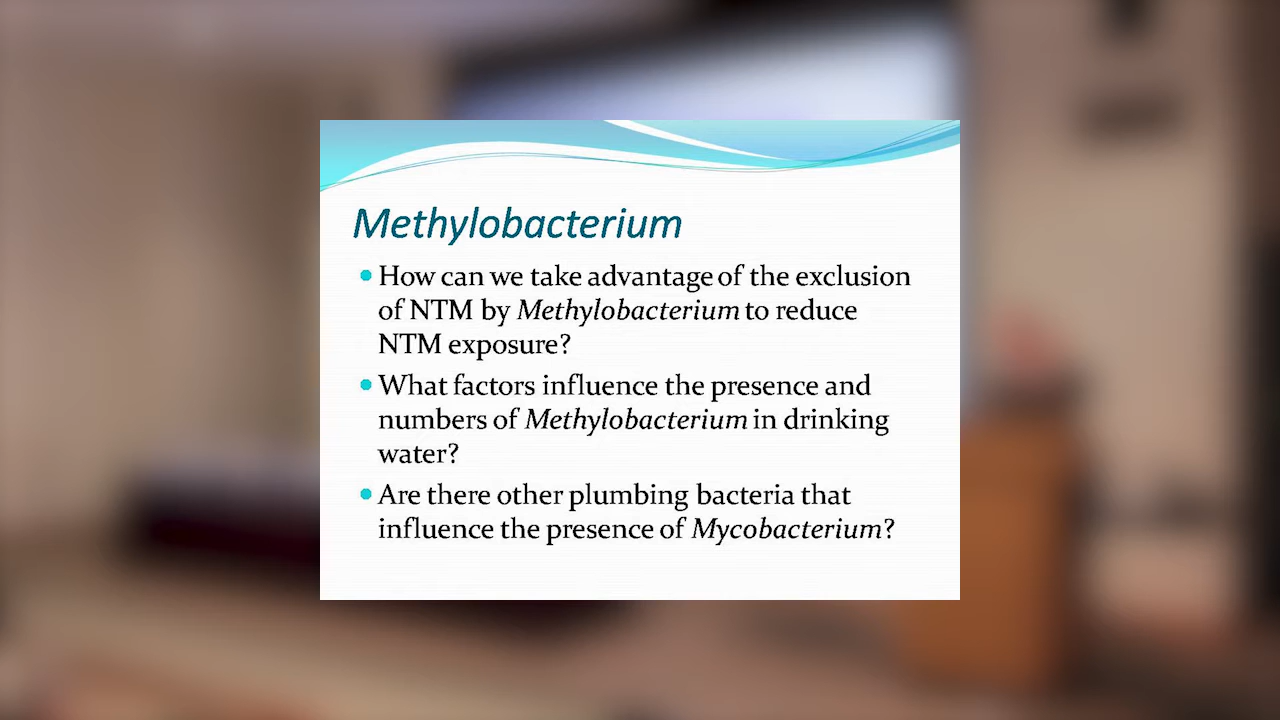 Methylobacterium
• How can we take advantage of the exclusion
of NTM by Methylobacterium to reduce
NTM exposure?
• What factors influence the presence and
numbers of Methylobacterium in drinking
water?
• Are there other plumbing bacteria that
influence the presence of Mycobacterium?